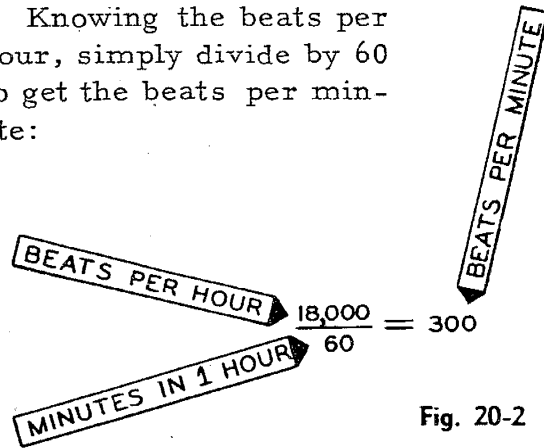 Knowing the beats per
our, simply divide by 60
o get the beats per min-
te:
BEATS PER MINUTE
BEATS PER HOUR
18,000
60
= 300
MINUTES IN 1 HOUR
Fig. 20-2